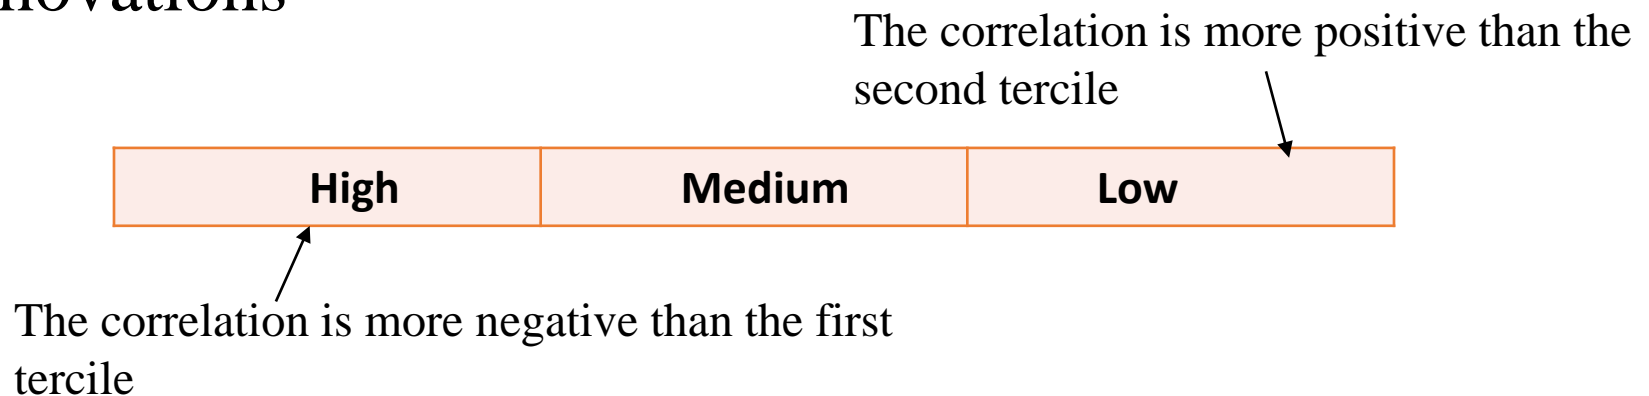 The correlation is more positive than the
second tercile
High Medium Low
The correlation is more negative than the first
tercile